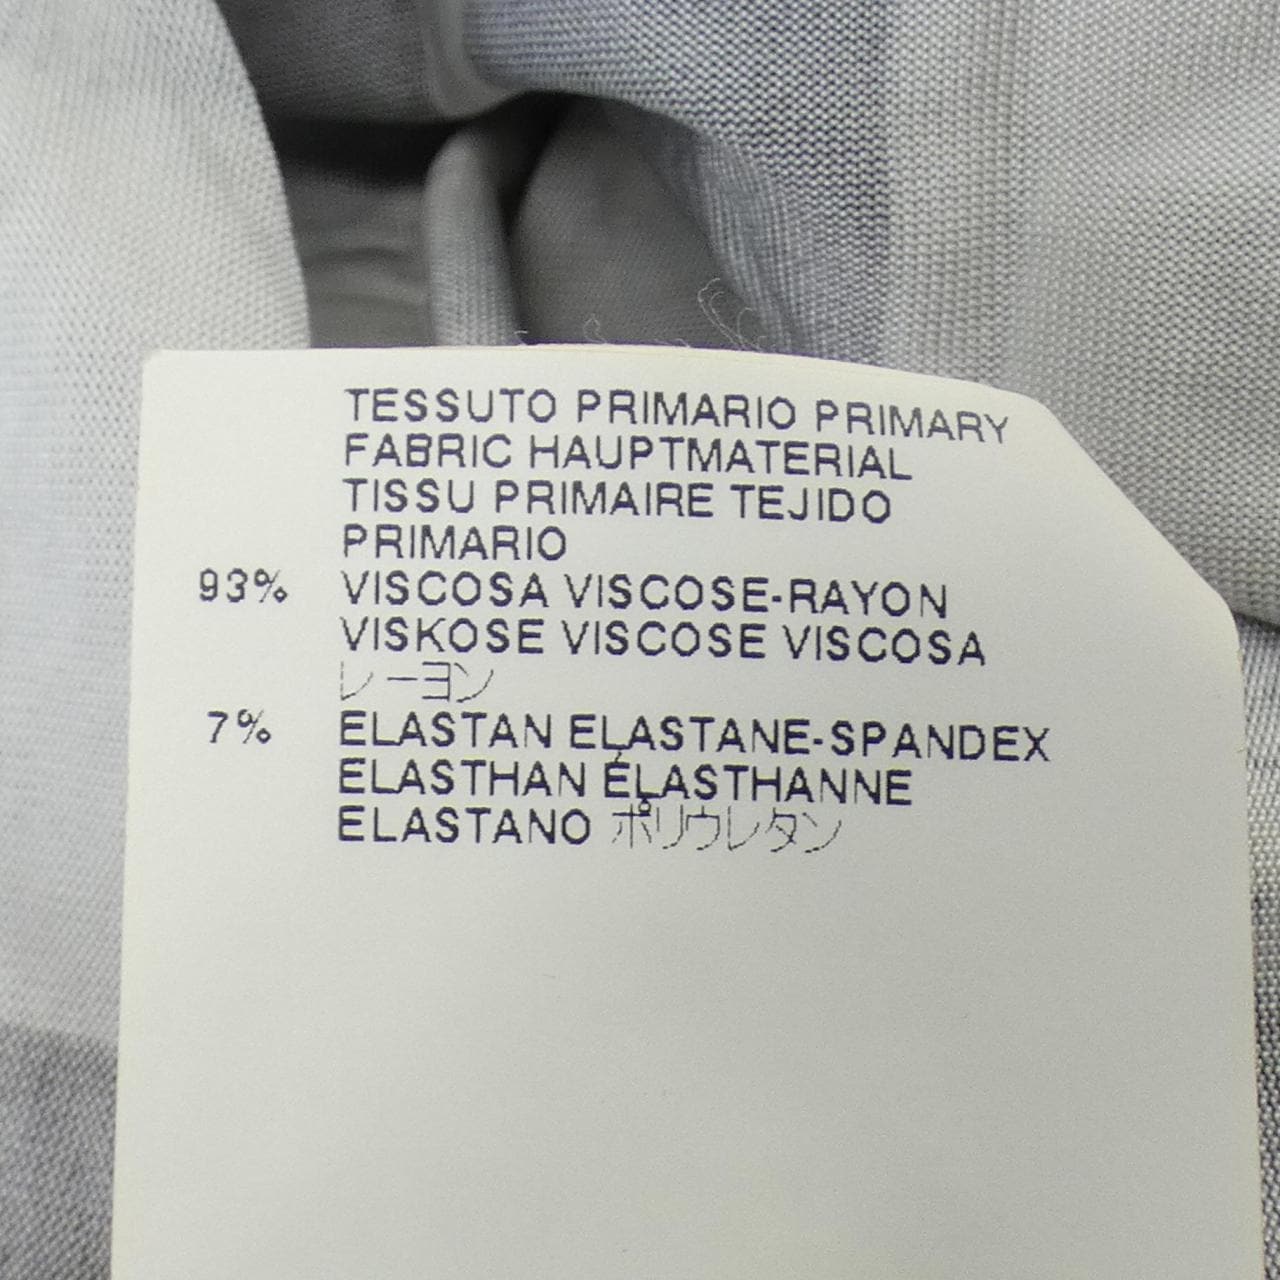 TESSUTO PRIMARIO PRIMARY
FABRIC HAUPTMATERIAL
TISSU PRIMAIRE TEJIDO
PRIMARIO
93% VISCOSA VISCOSE-RAYON
VISKOSE VISCOSE VISCOSA
レーヨン
7% ELASTAN ELASTANE-SPANDEX
ELASTHAN ÉLASTHANNE
ELASTANO ポリウレタン